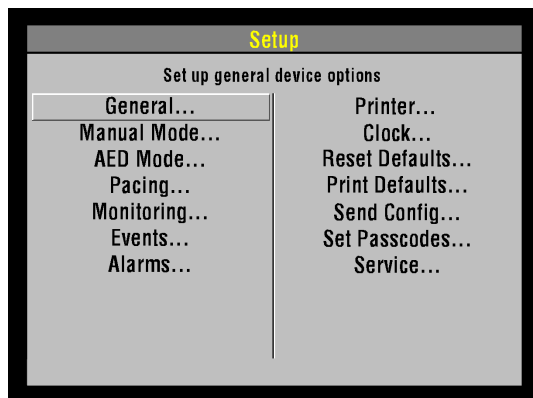 Setup
Set up general device options
General...
Manual Mode...
AED Mode...
Pacing...
Monitoring...
Events...
Alarms...
Printer...
Clock...
Reset Defaults...
Print Defaults...
Send Config...
Set Passcodes...
Service...